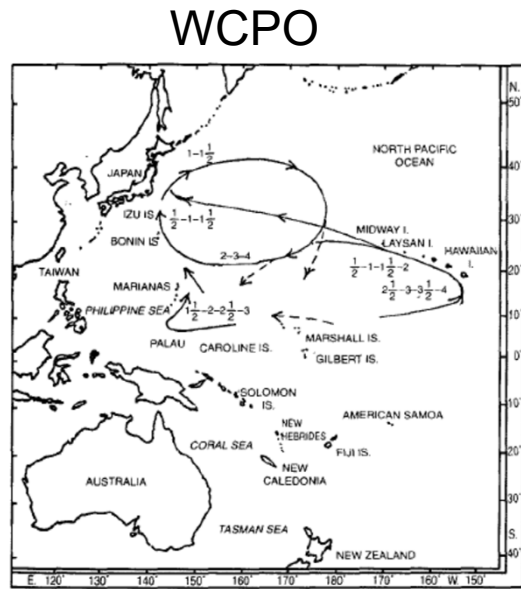 WCPO
N.
50°
1-1½
NORTH PACIFIC
OCEAN
40°
JAPAN
30°
IZU IS.
½-1-1½
MIDWAY I.
BONIN IS
LAYSAN I.
HAWAIIAN
I.
2-3-4
½-1-1½-2
TAIWAN
20°
MARIANAS
2½-3-3½-4
PHILIPPINE SEA
1½-2-2½-3
10°
MARSHALL IS.
PALAU
CAROLINE IS.
GILBERT IS.
0°
SOLOMON
IS.
10°
AMERICAN SAMOA
NEW
HEBRIDES
CORAL SEA
FIJI IS.
20°
NEW
CALEDONIA
AUSTRALIA
30°
TASMAN SEA
S.
NEW ZEALAND
40°
E. 120° 130° 140° 150° 160° 170° 180° 170° 160° W. 150°